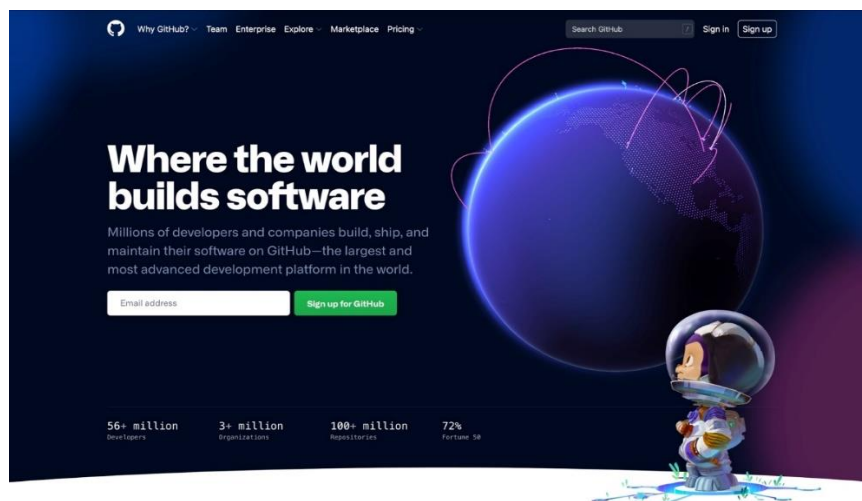 Why GitHub? Team Enterprise Explore Marketplace Pricing
Search GitHub
/
Sign in
Sign up
Where the world
builds software
Millions of developers and companies build, ship, and
maintain their software on GitHub—the largest and
most advanced development platform in the world.
Email address
Sign up for GitHub
56+ million
Developers
3+ million
Organizations
100+ million
Repositories
72%
Fortune 50